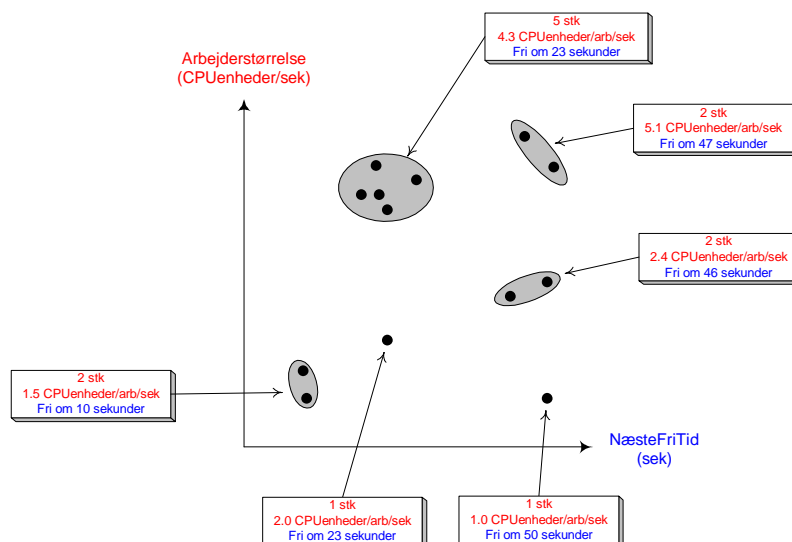 5 stk
4.3 CPUenheder/arb/sek
Fri om 23 sekunder
Arbejderstørrelse
(CPUenheder/sek)
2 stk
5.1 CPUenheder/arb/sek
Fri om 47 sekunder
2 stk
2.4 CPUenheder/arb/sek
Fri om 46 sekunder
2 stk
1.5 CPUenheder/arb/sek
Fri om 10 sekunder
NæsteFriTid
(sek)
1 stk
2.0 CPUenheder/arb/sek
Fri om 23 sekunder
1 stk
1.0 CPUenheder/arb/sek
Fri om 50 sekunder